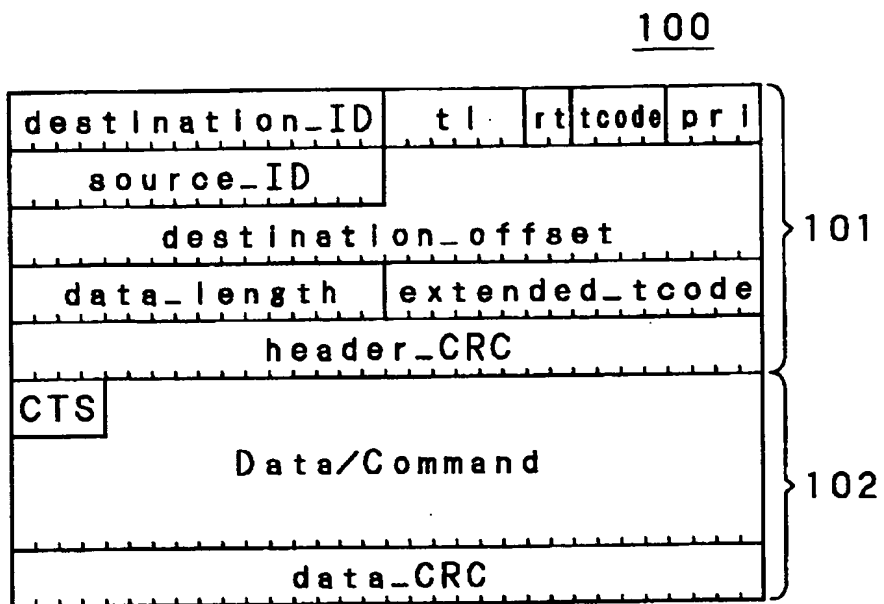 100
destination_ID tl rt tcode pri
source_ID
destination_offset
101
data_length extended_tcode
header_CRC
CTS
Data/Command
102
data_CRC